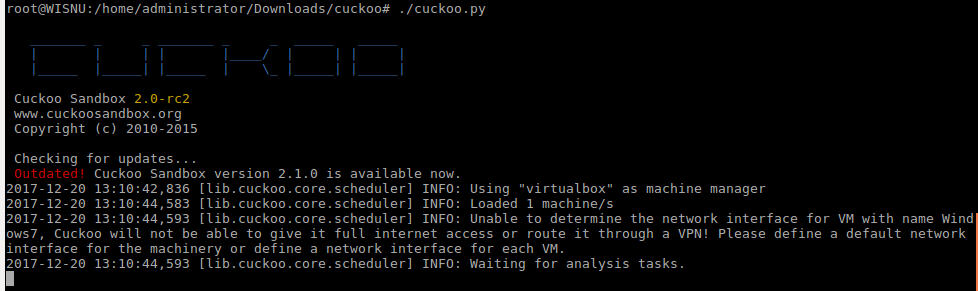 root@WISNU:/home/administrator/Downloads/cuckoo# ./cuckoo.py
CUCKOO
Cuckoo Sandbox 2.0-rc2
www.cuckoosandbox.org
Copyright (c) 2010-2015
Checking for updates...
Outdated! Cuckoo Sandbox version 2.1.0 is available now.
2017-12-20 13:10:42,836 [lib.cuckoo.core.scheduler] INFO: Using "virtualbox" as machine manager
2017-12-20 13:10:44,583 [lib.cuckoo.core.scheduler] INFO: Loaded 1 machine/s
2017-12-20 13:10:44,593 [lib.cuckoo.core.scheduler] INFO: Unable to determine the network interface for VM with name Wind
ows7, Cuckoo will not be able to give it full internet access or route it through a VPN! Please define a default network
interface for the machinery or define a network interface for each VM.
2017-12-20 13:10:44,593 [lib.cuckoo.core.scheduler] INFO: Waiting for analysis tasks.